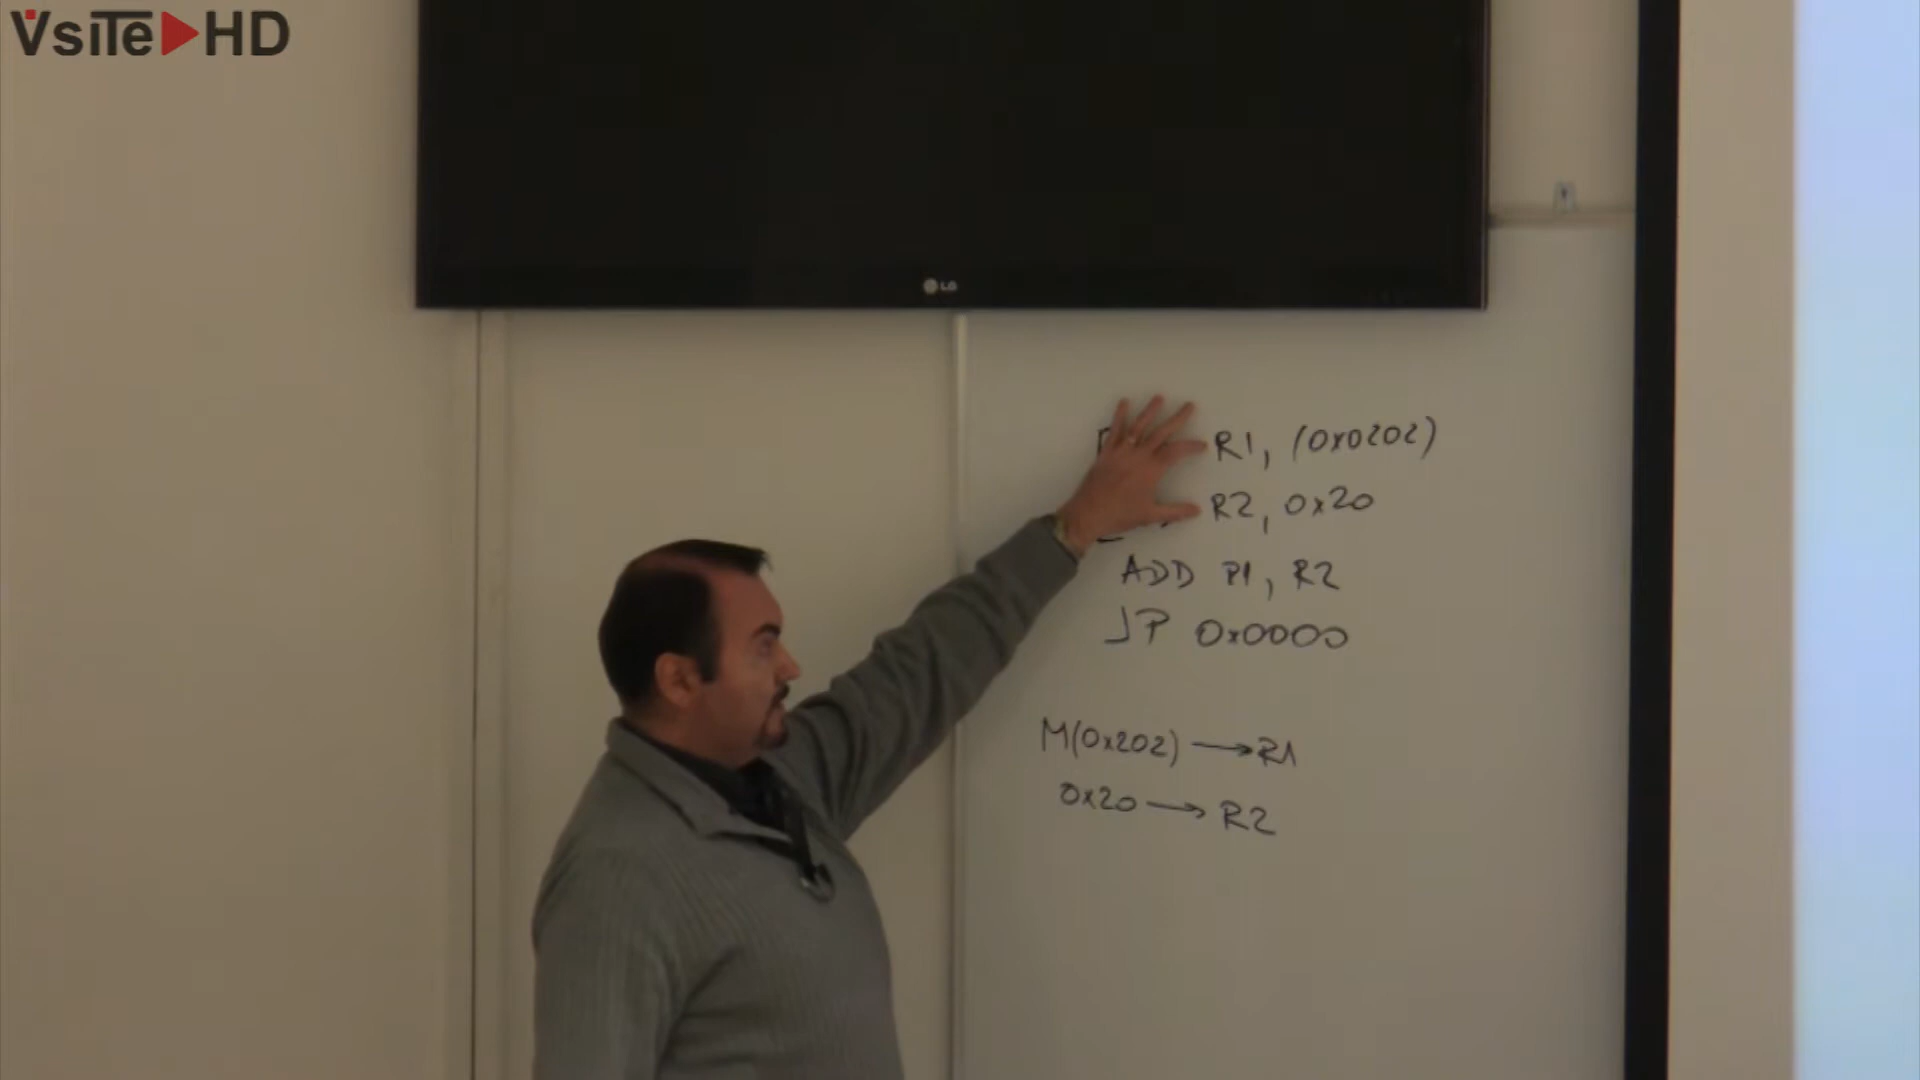 VsiTe HD
LG
R1, (0x0202)
R2, 0x20
ADD R1, R2
JP 0x0000
M(0x202) → R1
0x20 → R2